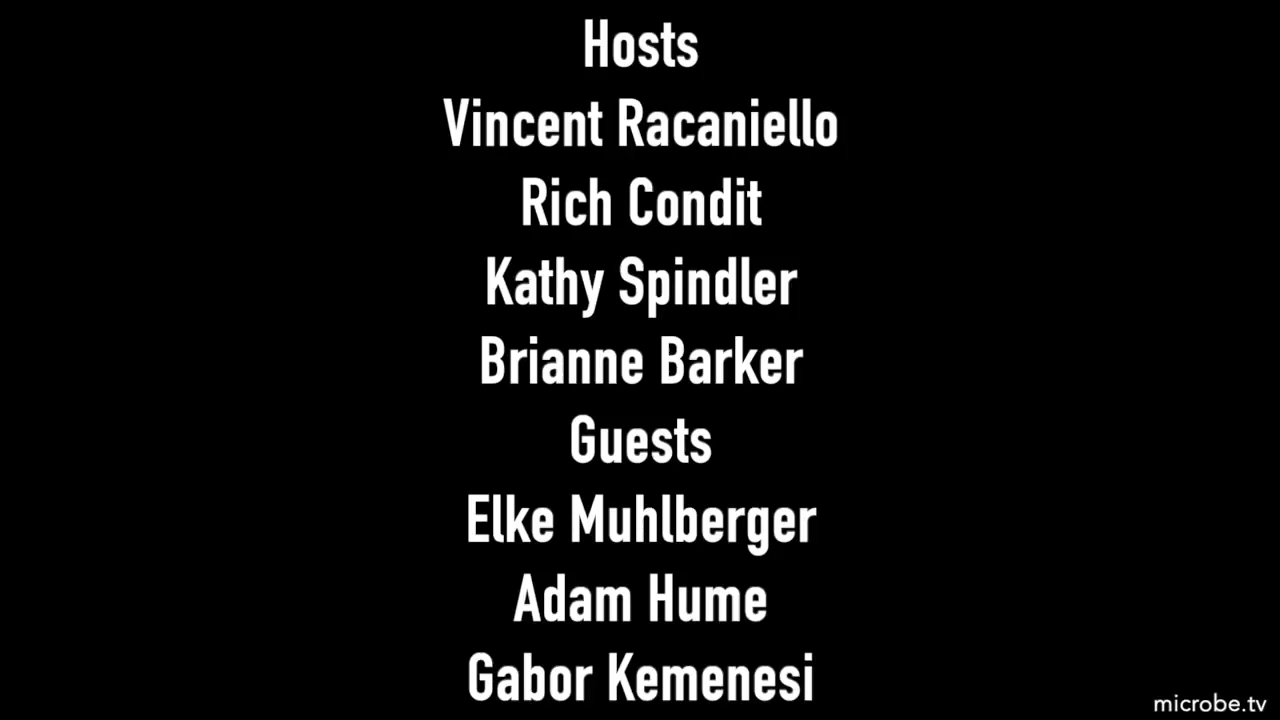 Hosts
Vincent Racaniello
Rich Condit
Kathy Spindler
Brianne Barker
Guests
Elke Muhlberger
Adam Hume
Gabor Kemenesi
microbe.tv